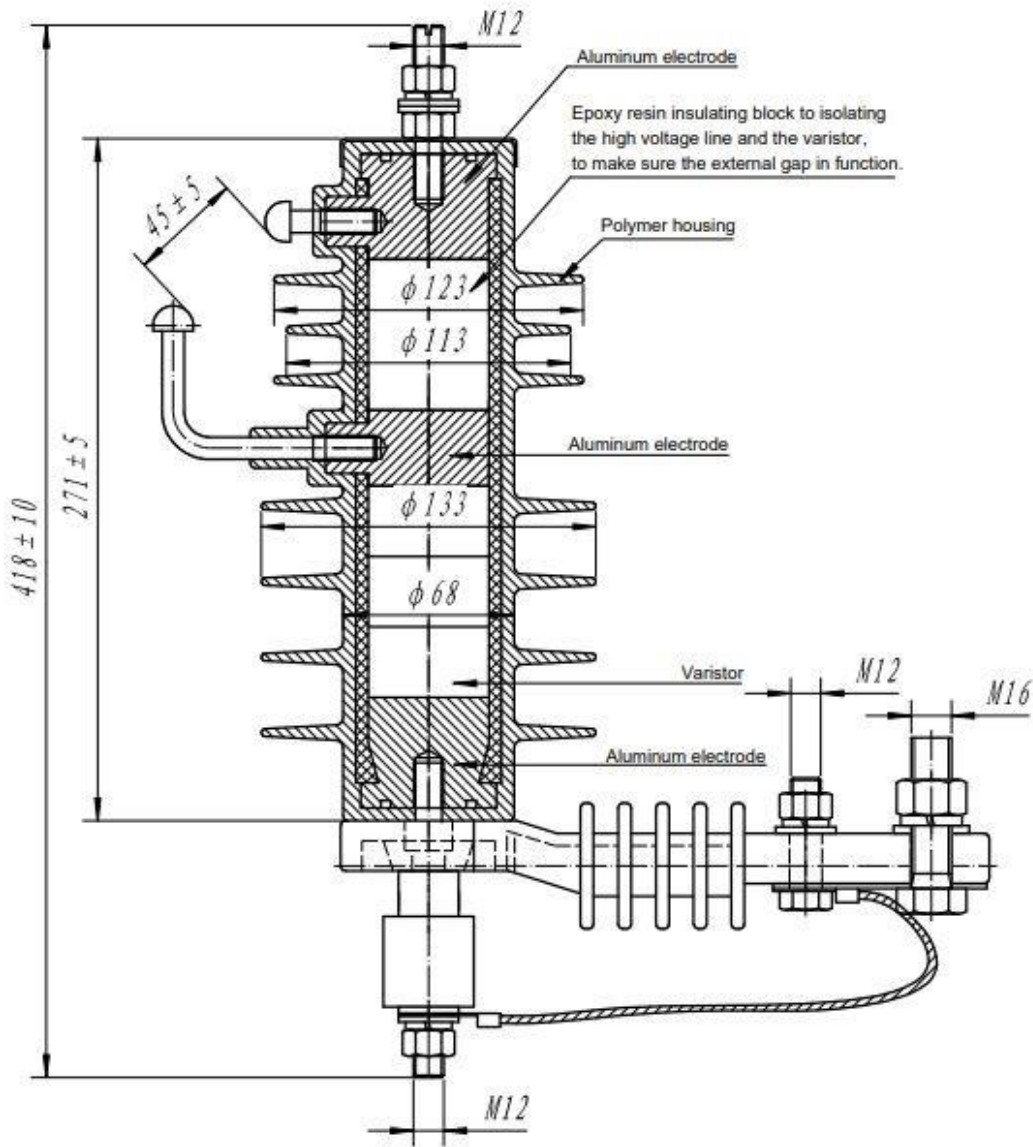 M12
Aluminum electrode
Epoxy resin insulating block to isolating
the high voltage line and the varistor,
to make sure the external gap in function.
45±5
Polymer housing
ϕ123
ϕ113
Aluminum electrode
271±5
418±10
ϕ133
ϕ68
Varistor
M12
M16
Aluminum electrode
M12